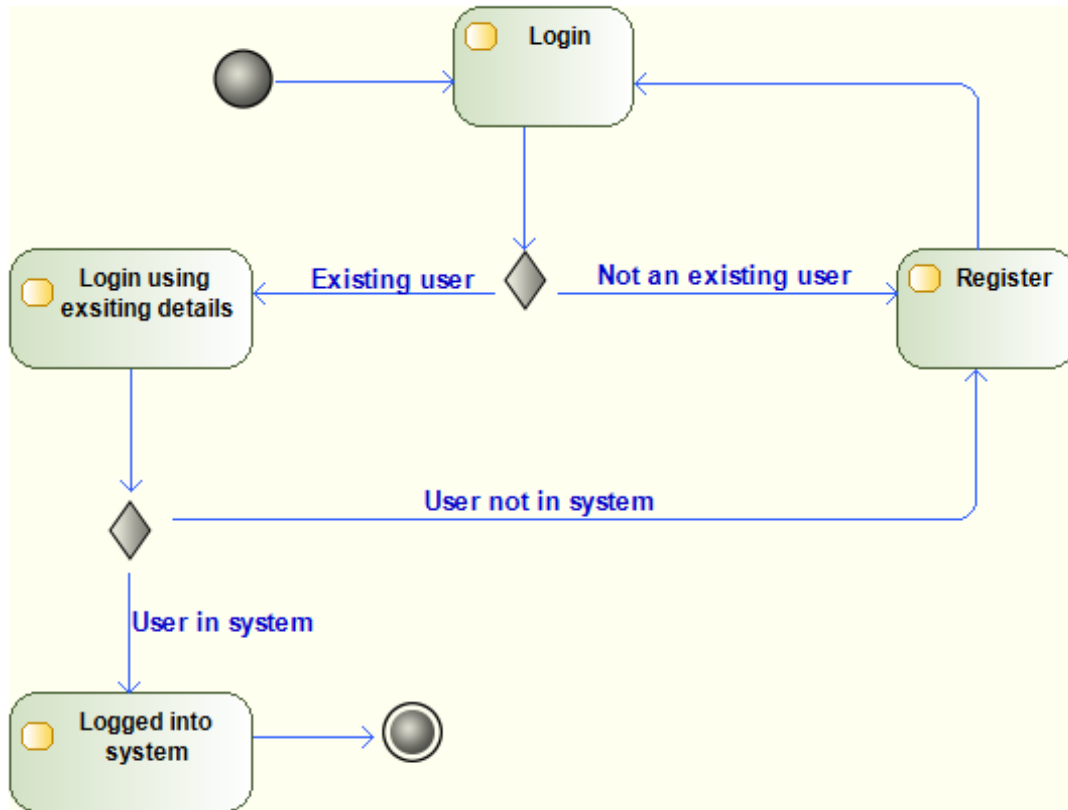 Login
Login using
exsiting details
Existing user
Not an existing user
Register
User not in system
User in system
Logged into
system